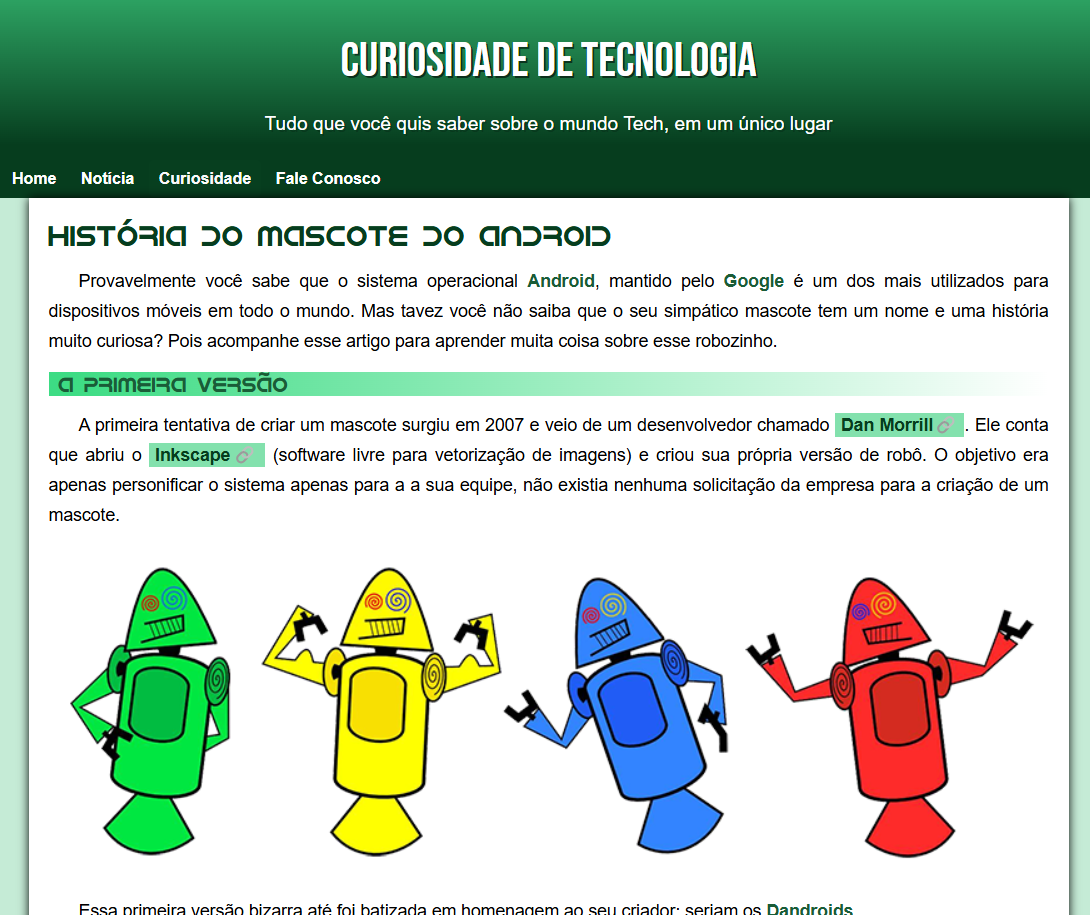 CURIOSIDADE DE TECNOLOGIA
Tudo que você quis saber sobre o mundo Tech, em um único lugar
Home Notícia Curiosidade Fale Conosco
HISTÓRIA DO MASCOTE DO ANDROID
Provavelmente você sabe que o sistema operacional Android, mantido pelo Google é um dos mais utilizados para
dispositivos móveis em todo o mundo. Mas tavez você não saiba que o seu simpático mascote tem um nome e uma história
muito curiosa? Pois acompanhe esse artigo para aprender muita coisa sobre esse robozinho.
A PRIMEIRA VERSÃO
A primeira tentativa de criar um mascote surgiu em 2007 e veio de um desenvolvedor chamado Dan Morrill. Ele conta
que abriu o Inkscape (software livre para vetorização de imagens) e criou sua própria versão de robô. O objetivo era
apenas personificar o sistema apenas para a a sua equipe, não existia nenhuma solicitação da empresa para a criação de um
mascote.
Essa primeira versão bizarra até foi batizada em homenagem ao seu criador: seriam os Dandroids